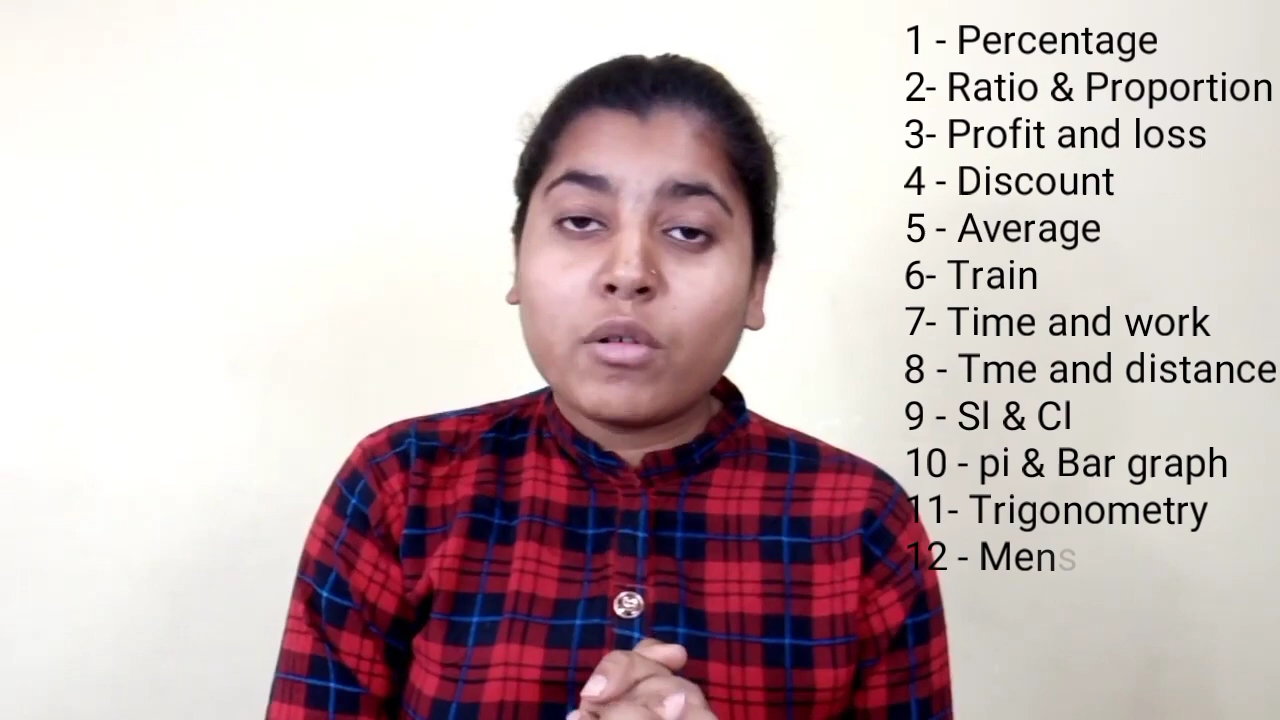 1 - Percentage
2- Ratio & Proportion
3- Profit and loss
4 - Discount
5 - Average
6- Train
7- Time and work
8 - Tme and distance
9 - SI & CI
10 - pi & Bar graph
11- Trigonometry
12 - Mens